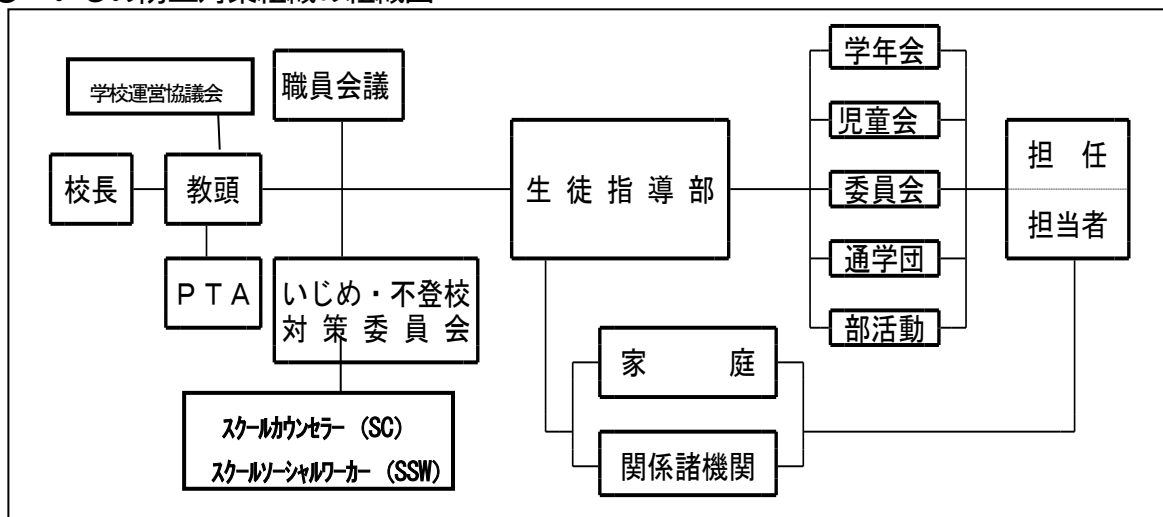 学校運営協議会
職員会議
校長
教頭
PTA
いじめ・不登校
対策委員会
スクールカウンセラー (SC)
スクールソーシャルワーカー (SSW)
生徒指導部
学年会
児童会
委員会
通学団
部活動
担任
担当者
家庭
関係諸機関